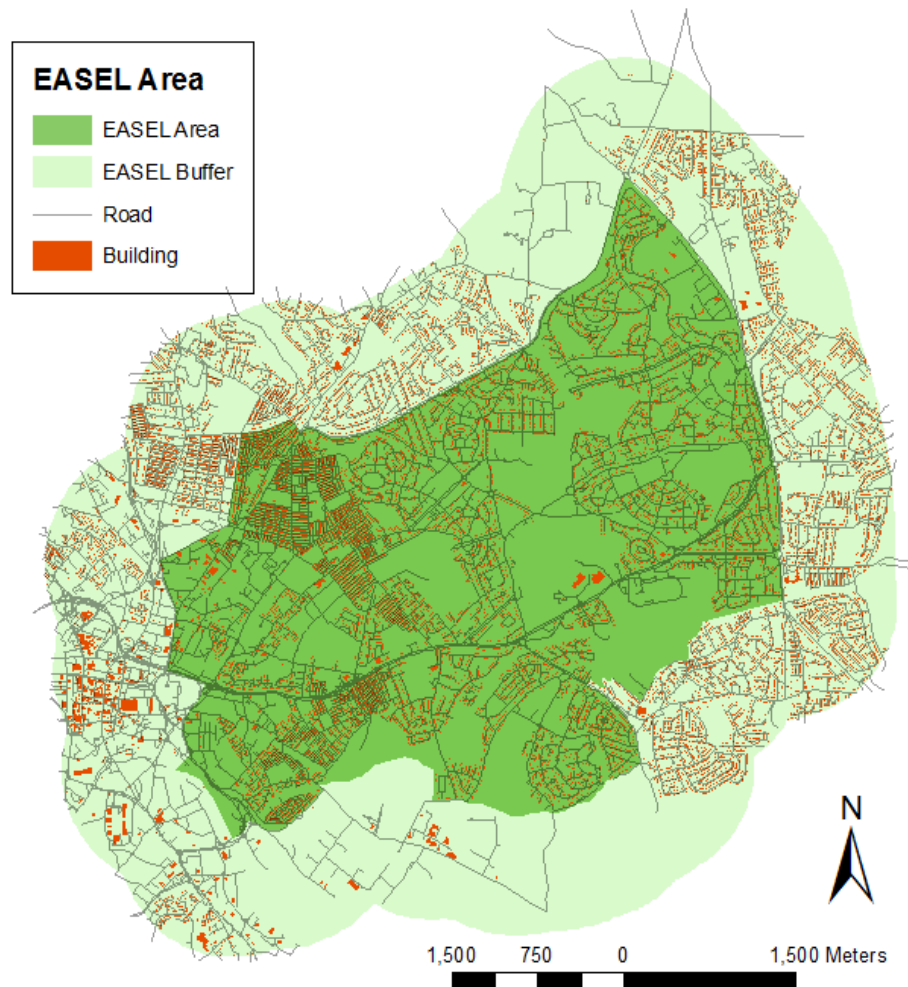 EASEL Area
EASEL Area
EASEL Buffer
Road
Building
N
1,500 750 0 1,500 Meters